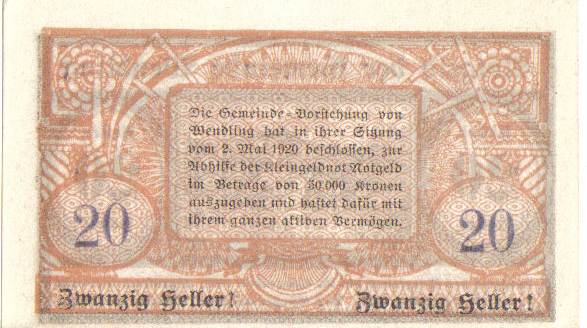 Die Gemeinde-Vorstehung von
Wendling hat in ihrer Sitzung
vom 2. Mai 1920 beschlossen, zur
Abhilfe der Kleingeldnot Notgeld
im Betrage von 30.000 Kronen
auszugeben und haftet dafür mit
ihrem ganzen aktiven Vermögen.
20 20
Zwanzig Heller! Zwanzig Heller!